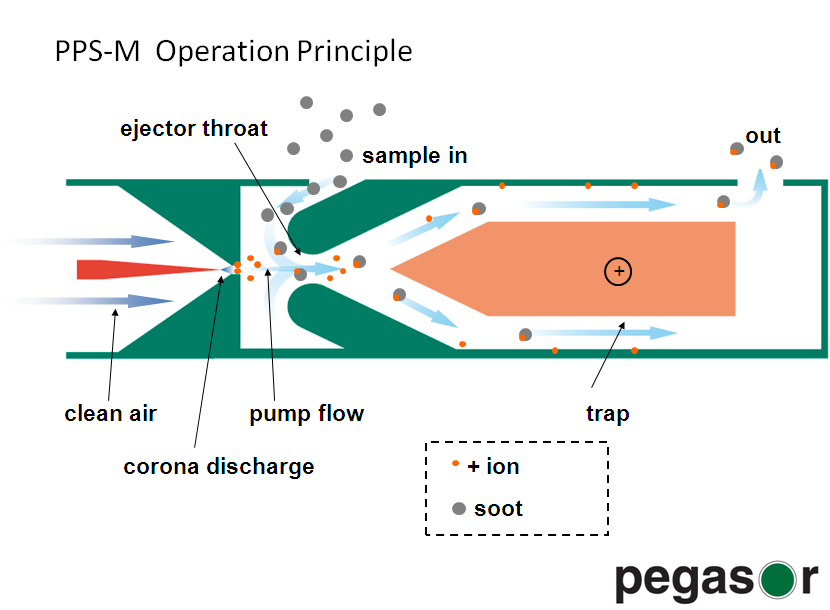 PPS-M  Operation Principle
ejector throat
sample in
out
+
clean air
pump flow
trap
corona discharge
+ ion
soot
pegasor